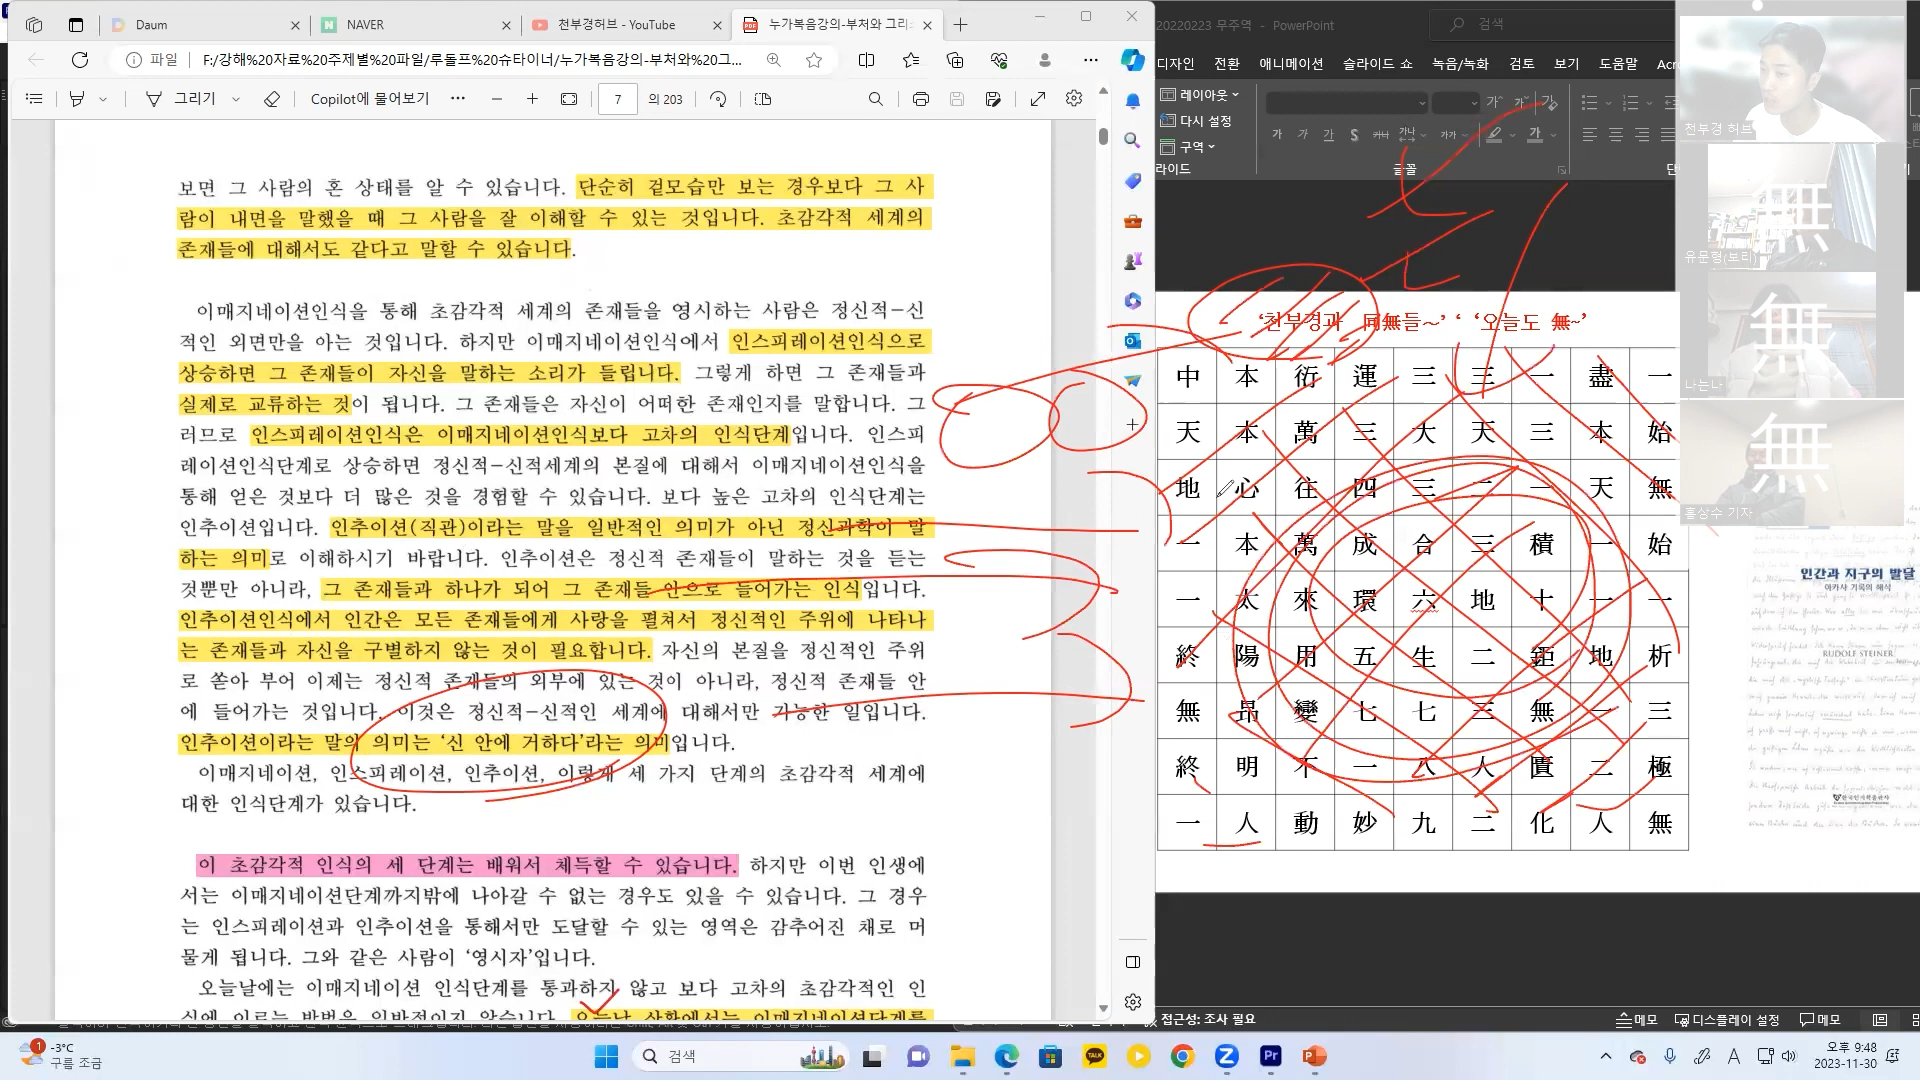 Daum
NAVER
천부경허브 - YouTube
누가복음강의-부처와 그리
파일
F:/강해%20자료%20주제별%20파일/루돌프%20슈타이너/누가복음강의-부처와%20그...
그리기
Copilot에 물어보기
7
의 203
보면 그 사람의 혼 상태를 알 수 있습니다. 단순히 겉모습만 보는 경우보다 그 사
람이 내면을 말했을 때 그 사람을 잘 이해할 수 있는 것입니다. 초감각적 세계의
존재들에 대해서도 같다고 말할 수 있습니다.
이매지네이션인식을 통해 초감각적 세계의 존재들을 영시하는 사람은 정신적–신
적인 외면만을 아는 것입니다. 하지만 이매지네이션인식에서 인스피레이션인식으로
상승하면 그 존재들이 자신을 말하는 소리가 들립니다. 그렇게 하면 그 존재들과
실제로 교류하는 것이 됩니다. 그 존재들은 자신이 어떠한 존재인지를 말합니다. 그
러므로 인스피레이션인식은 이매지네이션인식보다 고차의 인식단계입니다. 인스피
레이션인식단계로 상승하면 정신적–신적세계의 본질에 대해서 이매지네이션인식을
통해 얻은 것보다 더 많은 것을 경험할 수 있습니다. 보다 높은 고차의 인식단계는
인추이션입니다. 인추이션(직관)이라는 말을 일반적인 의미가 아닌 정신과학이 말
하는 의미로 이해하시기 바랍니다. 인추이션은 정신적 존재들이 말하는 것을 듣는
것뿐만 아니라, 그 존재들과 하나가 되어 그 존재들 안으로 들어가는 인식입니다.
인추이션인식에서 인간은 모든 존재들에게 사랑을 펼쳐서 정신적인 주위에 나타나
는 존재들과 자신을 구별하지 않는 것이 필요합니다. 자신의 본질을 정신적인 주위
로 쏟아 부어 이제는 정신적 존재들의 외부에 있는 것이 아니라, 정신적 존재들 안
에 들어가는 것입니다. 이것은 정신적–신적인 세계에 대해서만 가능한 일입니다.
인추이션이라는 말의 의미는 ‘신 안에 거하다’라는 의미입니다.
이매지네이션, 인스피레이션, 인추이션, 이렇게 세 가지 단계의 초감각적 세계에
대한 인식단계가 있습니다.
이 초감각적 인식의 세 단계는 배워서 체득할 수 있습니다. 하지만 이번 인생에
서는 이매지네이션단계까지밖에 나아갈 수 없는 경우도 있을 수 있습니다. 그 경우
는 인스피레이션과 인추이션을 통해서만 도달할 수 있는 영역은 감추어진 채로 머
물게 됩니다. 그와 같은 사람이 ‘영시자’입니다.
오늘날에는 이매지네이션 인식단계를 통과하지 않고 보다 고차의 초감각적인 인
20220223 무주역 - PowerPoint
검색
디자인 전환 애니메이션 슬라이드 쇼 녹음/녹화 검토 보기 도움말
레이아웃
다시 설정
구역
라이드
글꼴
‘천부경과 同無들~’ ‘ ‘오늘도 無~’
中 本 衍 運 三 三 一 盡 一
天 本 萬 三 大 天 三 本 始
地 心 往 四 三 二 一 天 無
一 本 萬 成 合 三 積 一 始
一 太 來 環 六 地 十 一 一
終 陽 用 五 生 二 鉅 地 析
無 昻 變 七 七 三 無 一 三
終 明 不 一 八 人 匱 二 極
一 人 動 妙 九 二 化 人 無
천부경 허브
無
유문형(보리)
無
나는나
無
홍상수 기자
인간과 지구의 발달
아카샤 기록의 해석
RUDOLF STEINER
접근성: 조사 필요
메모
디스플레이 설정
메모
-3°C
구름 조금
검색
오후 9:48
2023-11-30